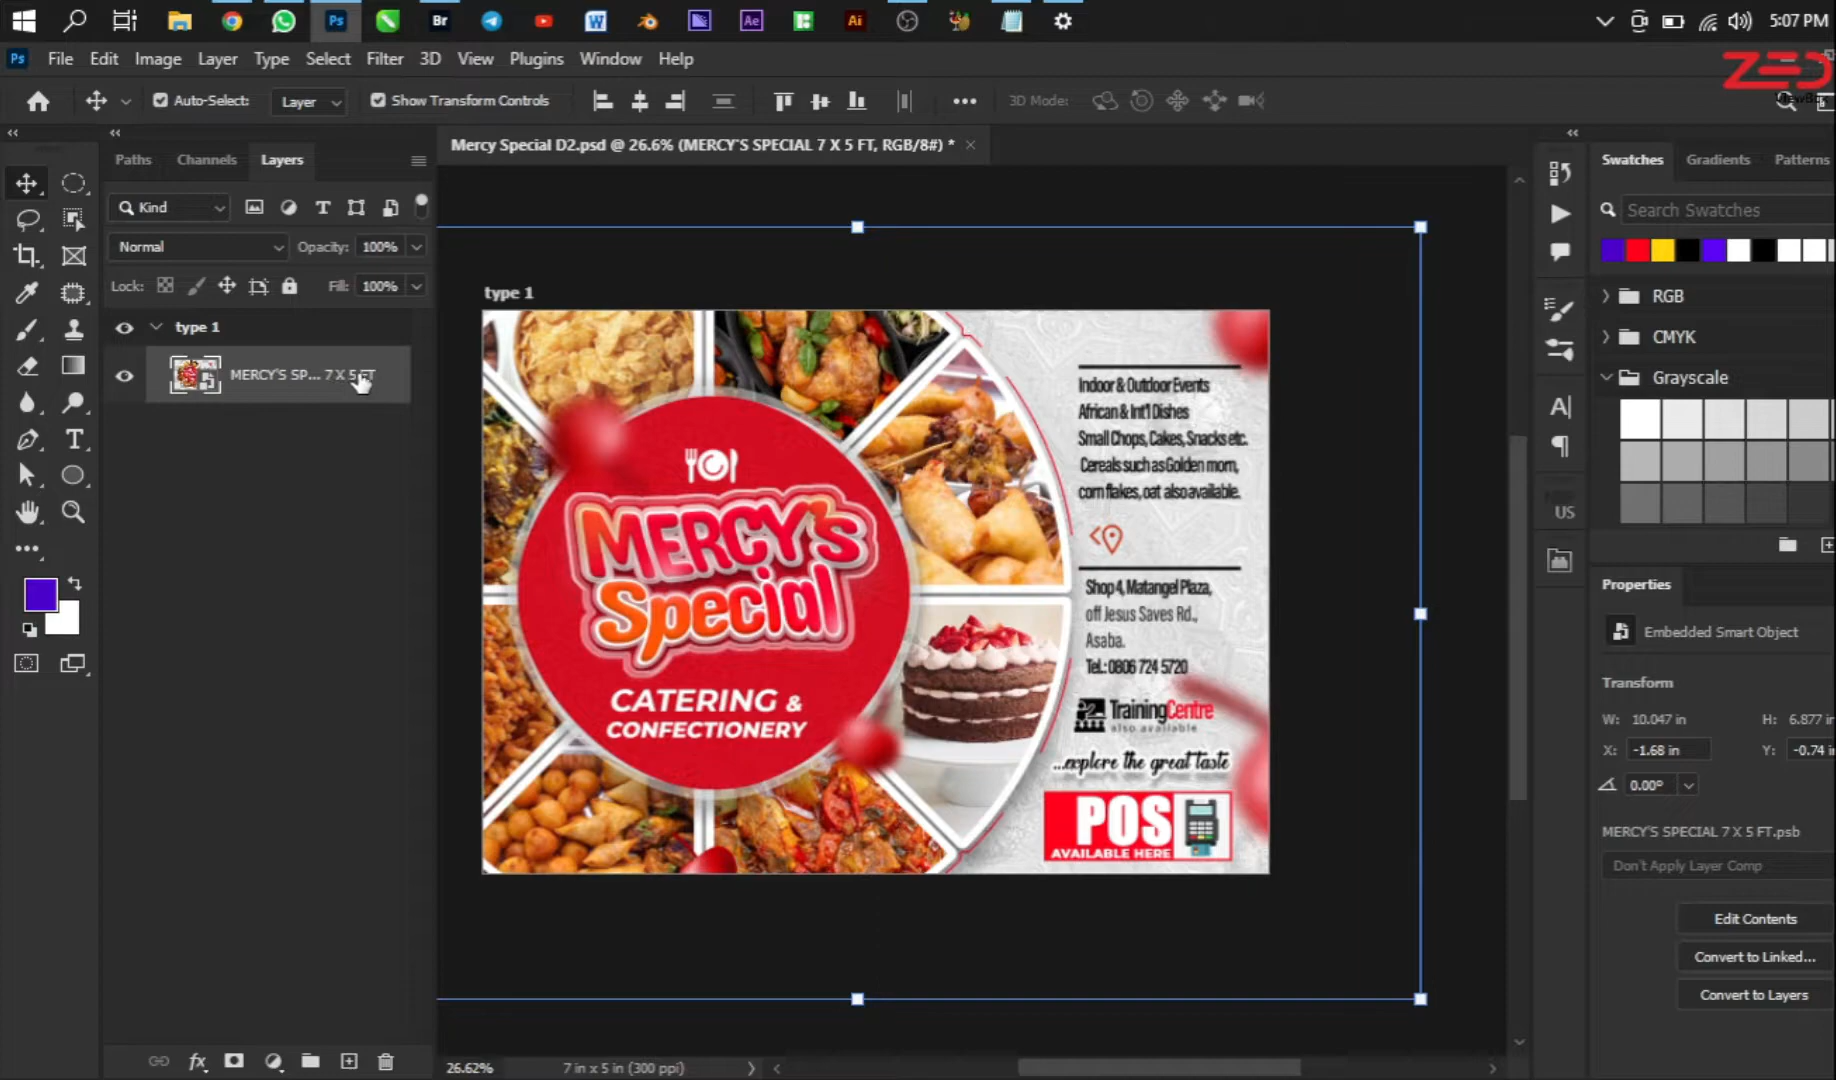 Ps
Br
W
Ae
Ai
5:07 PM
ZED
Ps File Edit Image Layer Type Select Filter 3D View Plugins Window Help
Auto-Select: Layer Show Transform Controls 3D Mode:
Paths Channels Layers
Mercy Special D2.psd @ 26.6% (MERCY'S SPECIAL 7 X 5 FT, RGB/8#) *
Swatches Gradients Patterns
Kind
Search Swatches
Normal Opacity: 100%
Lock: Fill: 100%
type 1
MERCY'S SP... 7 X 5 FT
type 1
Indoor & Outdoor Events
African & Int'l Dishes
Small Chops, Cakes, Snacks etc.
Cereals such as Golden morn,
corn flakes, oat also available.
MERCY's
Special
CATERING &
CONFECTIONERY
Shop 4, Matangel Plaza,
off Jesus Saves Rd.,
Asaba.
Tel.: 0806 724 5720
TrainingCentre
also available
...explore the great taste
POS
AVAILABLE HERE
RGB
CMYK
Grayscale
US
Properties
Embedded Smart Object
Transform
W: 10.047 in H: 6.877 in
X: -1.68 in Y: -0.74 in
0.00°
MERCY'S SPECIAL 7 X 5 FT.psb
Don't Apply Layer Comp
Edit Contents
Convert to Linked...
Convert to Layers
26.62% 7 in x 5 in (300 ppi)